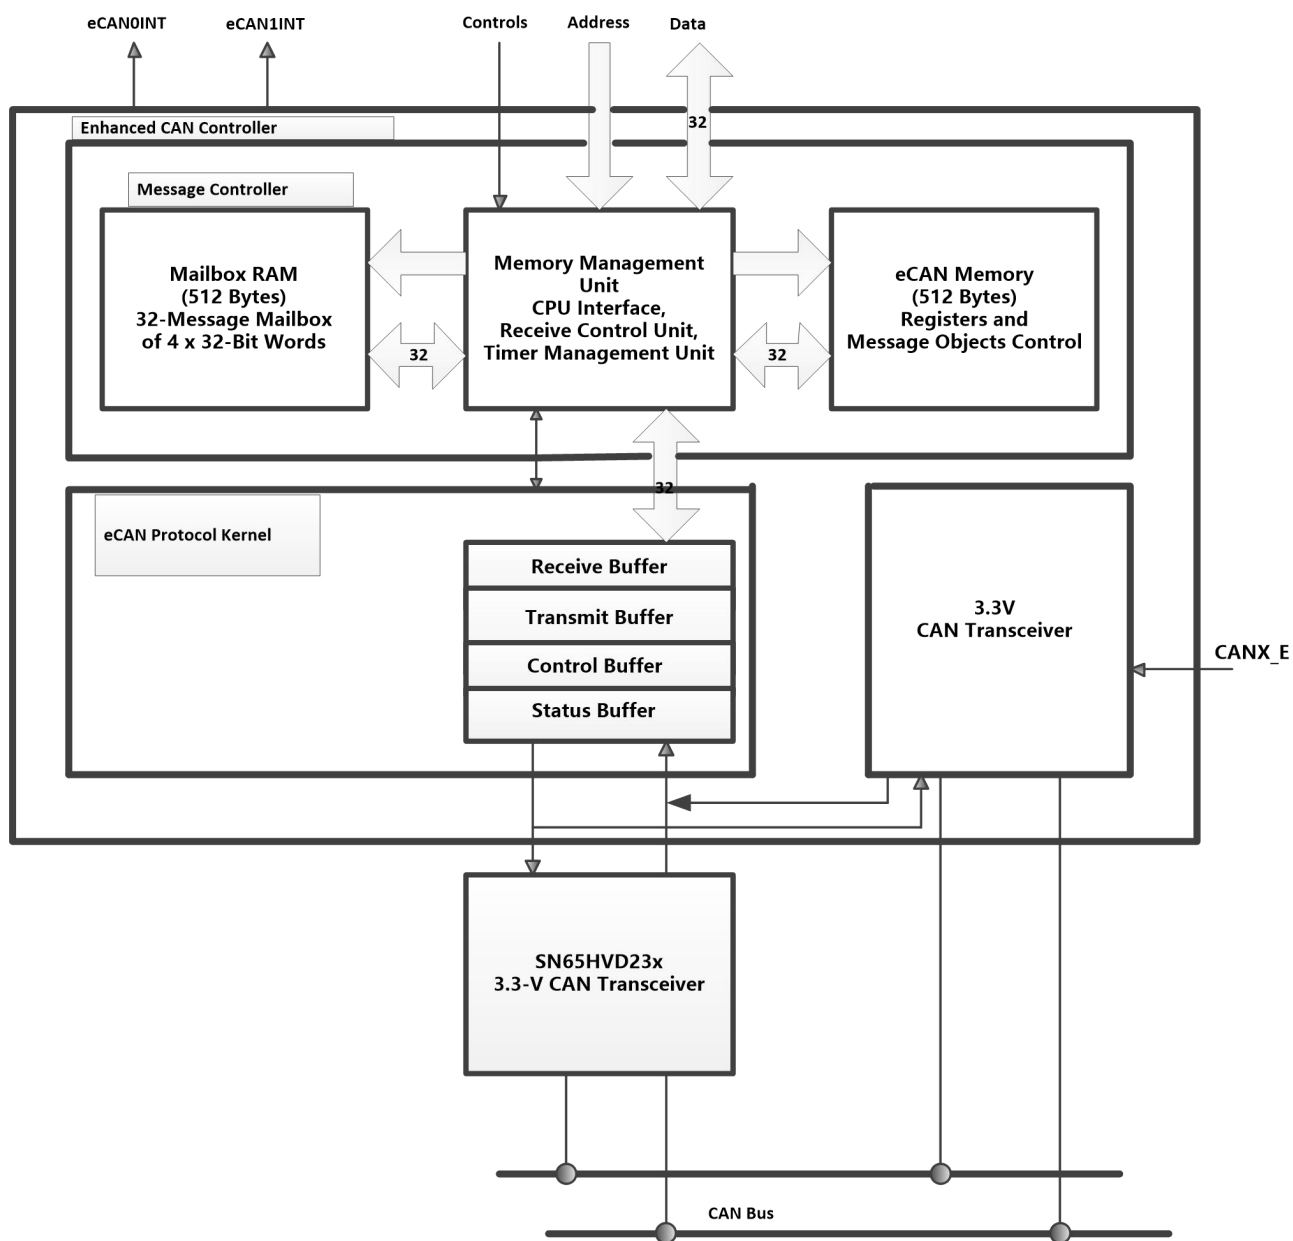 eCAN0INT
eCAN1INT
Controls
Address
Data
32
Enhanced CAN Controller
Message Controller
Mailbox RAM
(512 Bytes)
32-Message Mailbox
of 4 x 32-Bit Words
32
Memory Management
Unit
CPU Interface,
Receive Control Unit,
Timer Management Unit
32
eCAN Memory
(512 Bytes)
Registers and
Message Objects Control
32
eCAN Protocol Kernel
Receive Buffer
Transmit Buffer
Control Buffer
Status Buffer
3.3V
CAN Transceiver
CANX_E
SN65HVD23x
3.3-V CAN Transceiver
CAN Bus